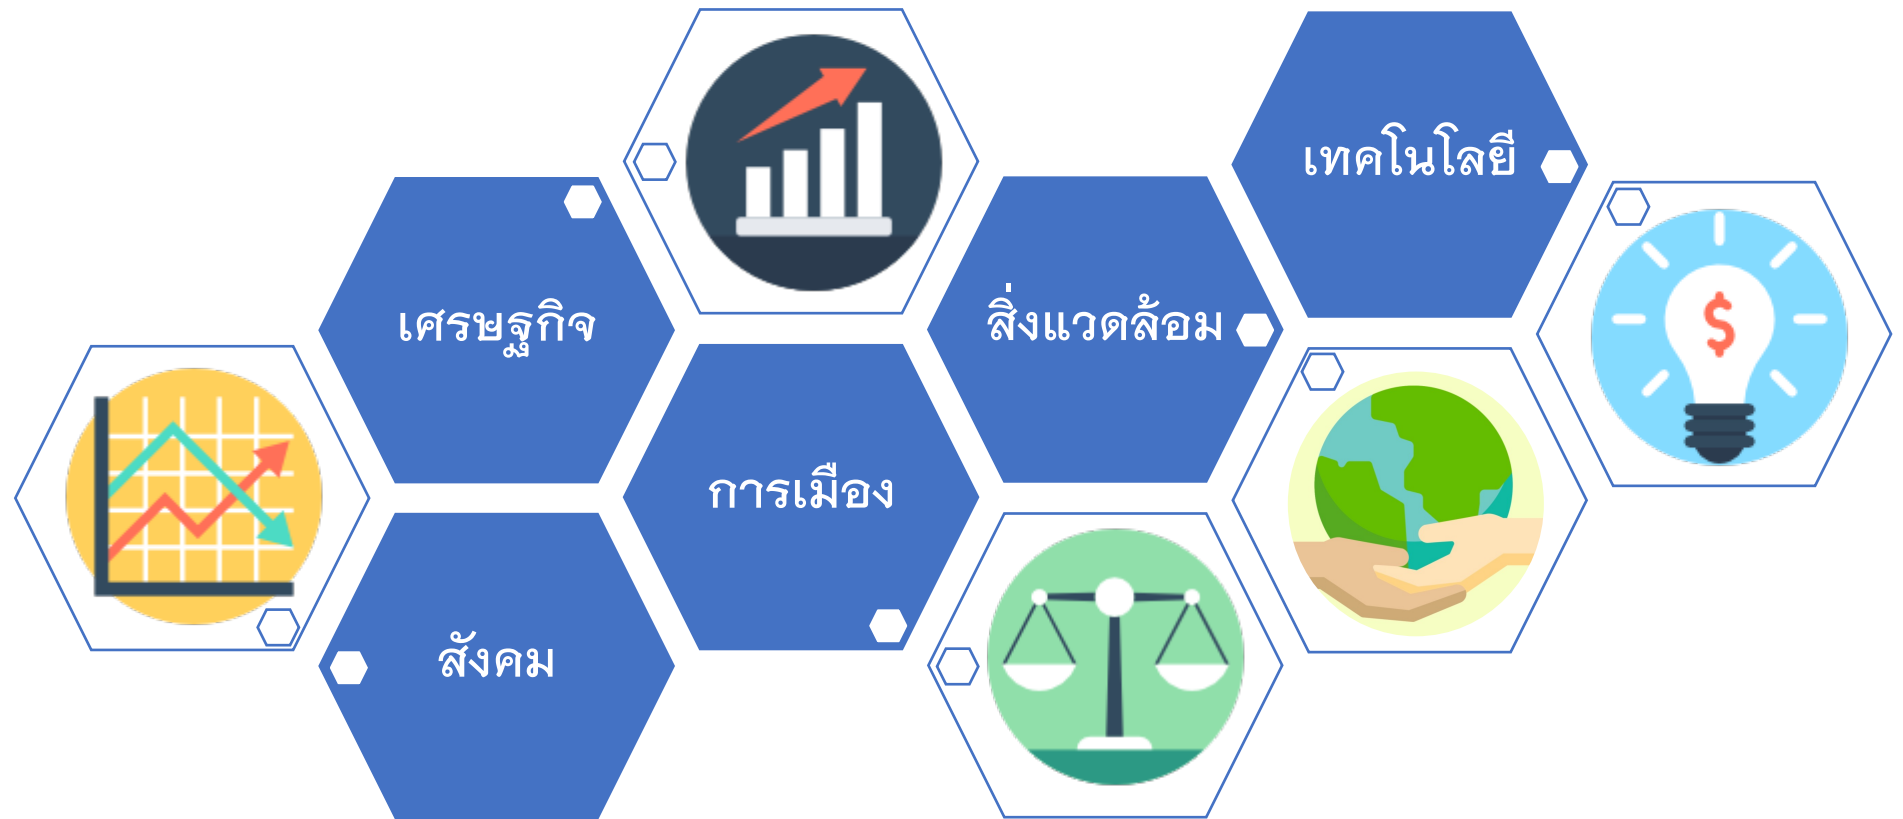 เทคโนโลยี
เศรษฐกิจ
สิ่งแวดล้อม
การเมือง
สังคม
$